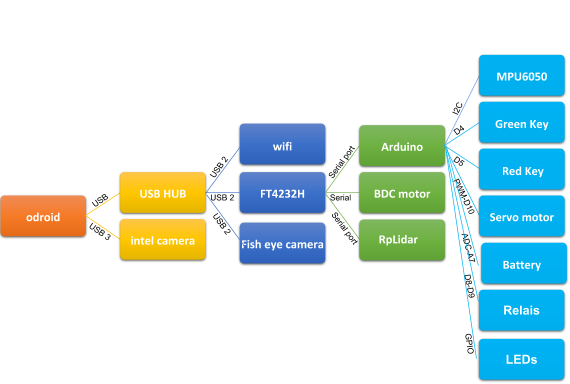 MPU6050
I2C
Green Key
D4
wifi
Arduino
USB 2
Serial port
D5
Red Key
USB HUB
FT4232H
BDC motor
USB
USB 2
Serial
PWM-D10
odroid
Servo motor
USB 3
USB 2
Serial port
intel camera
Fish eye camera
RpLidar
ADC-A7
Battery
D8-D9
Relais
GPIO
LEDs